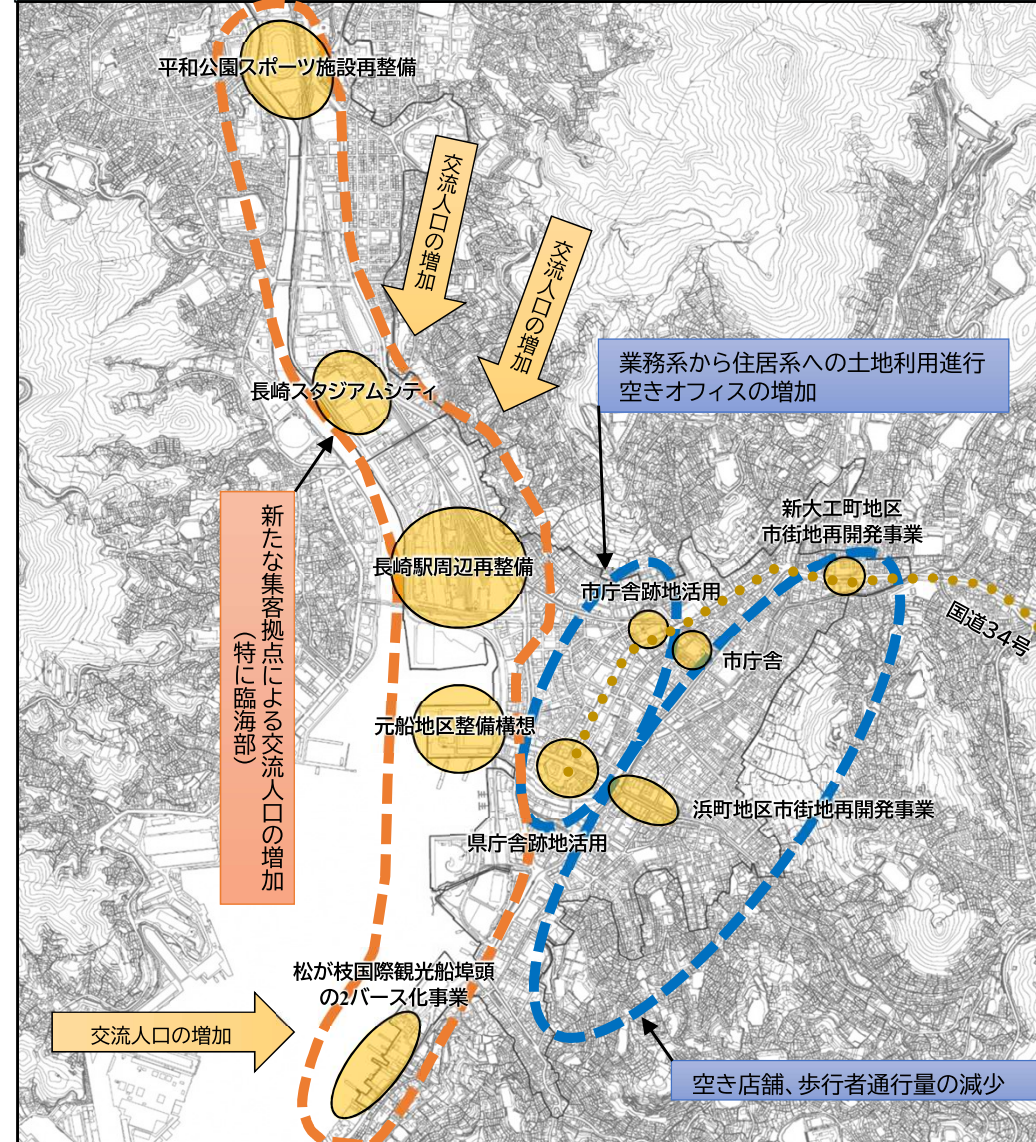 平和公園スポーツ施設再整備
交流人口の増加
交流人口の増加
業務系から住居系への土地利用進行
空きオフィスの増加
長崎スタジアムシティ
新たな集客拠点による交流人口の増加
（特に臨海部）
新大工町地区
市街地再開発事業
長崎駅周辺再整備
市庁舎跡地活用
国道34号
市庁舎
元船地区整備構想
浜町地区市街地再開発事業
県庁舎跡地活用
松が枝国際観光船埠頭
の2バース化事業
交流人口の増加
空き店舗、歩行者通行量の減少